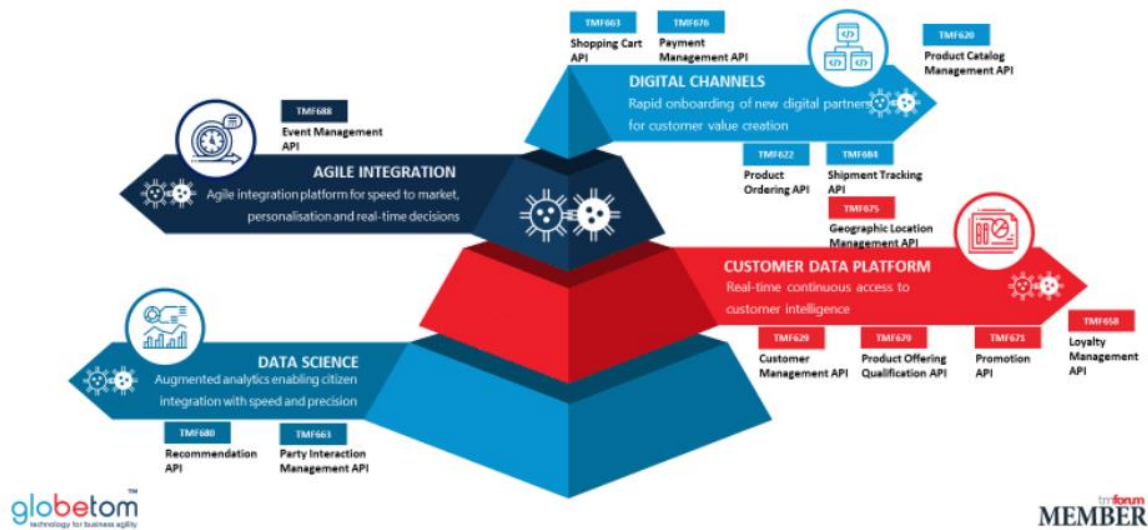 TMF663
Shopping Cart
API
TMF676
Payment
Management API
TMF620
Product Catalog
Management API
DIGITAL CHANNELS
Rapid onboarding of new digital partners
for customer value creation
TMF622
Product
Ordering API
TMF684
Shipment Tracking
API
TMF688
Event Management
API
AGILE INTEGRATION
Agile integration platform for speed to market,
personalisation and real-time decisions
TMF675
Geographic Location
Management API
CUSTOMER DATA PLATFORM
Real-time continuous access to
customer intelligence
TMF629
Customer
Management API
TMF679
Product Offering
Qualification API
TMF671
Promotion
API
TMF658
Loyalty
Management
API
DATA SCIENCE
Augmented analytics enabling citizen
integration with speed and precision
TMF680
Recommendation
API
TMF663
Party Interaction
Management API
globetom™
technology for business agility
tmforum
MEMBER